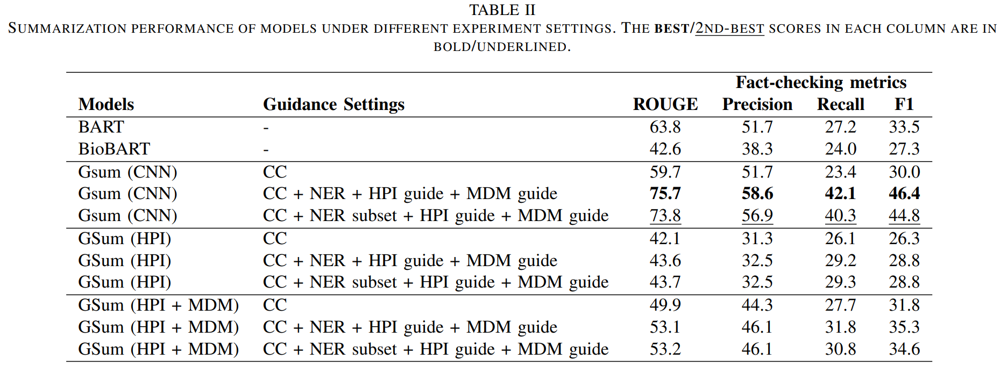 TABLE II
SUMMARIZATION PERFORMANCE OF MODELS UNDER DIFFERENT EXPERIMENT SETTINGS. THE BEST/2ND-BEST SCORES IN EACH COLUMN ARE IN
BOLD/UNDERLINED.
Fact-checking metrics
Models Guidance Settings ROUGE Precision Recall F1
BART - 63.8 51.7 27.2 33.5
BioBART - 42.6 38.3 24.0 27.3
Gsum (CNN) CC 59.7 51.7 23.4 30.0
Gsum (CNN) CC + NER + HPI guide + MDM guide 75.7 58.6 42.1 46.4
Gsum (CNN) CC + NER subset + HPI guide + MDM guide 73.8 56.9 40.3 44.8
GSum (HPI) CC 42.1 31.3 26.1 26.3
GSum (HPI) CC + NER + HPI guide + MDM guide 43.6 32.5 29.2 28.8
GSum (HPI) CC + NER subset + HPI guide + MDM guide 43.7 32.5 29.3 28.8
GSum (HPI + MDM) CC 49.9 44.3 27.7 31.8
GSum (HPI + MDM) CC + NER + HPI guide + MDM guide 53.1 46.1 31.8 35.3
GSum (HPI + MDM) CC + NER subset + HPI guide + MDM guide 53.2 46.1 30.8 34.6